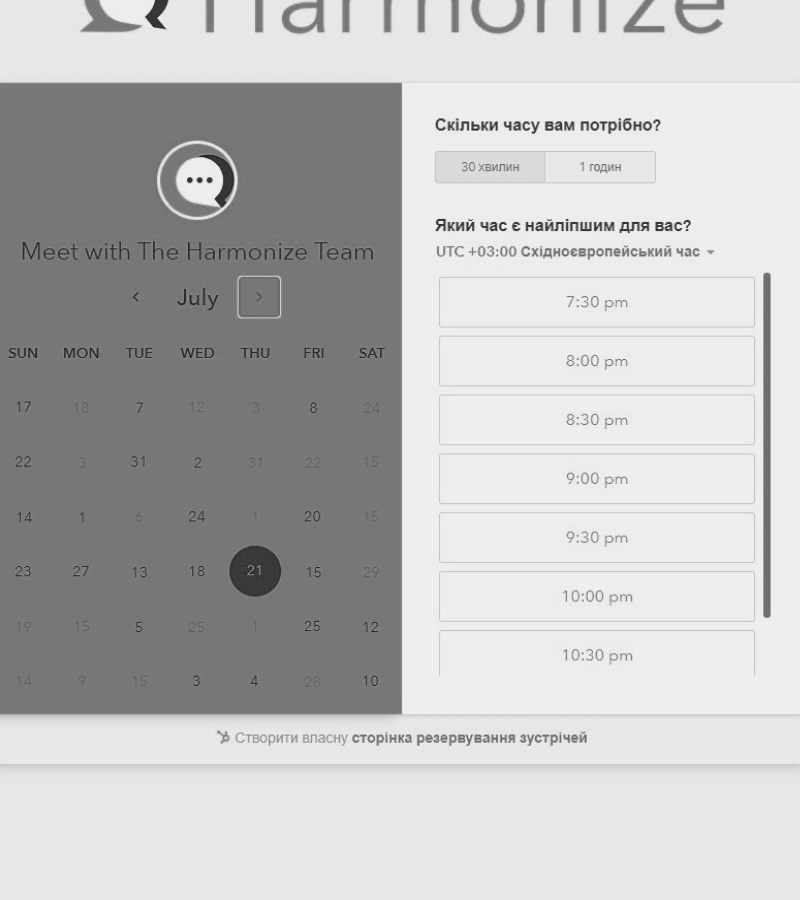 Harmonize
Скільки часу вам потрібно?
30 хвилин 1 годин
Meet with The Harmonize Team
July
Який час є найліпшим для вас?
UTC +03:00 Східноєвропейський час
SUN MON TUE WED THU FRI SAT
17 18 7 12 3 8 24
22 3 31 2 31 22 15
14 1 6 24 1 20 15
23 27 13 18 21 15 29
19 15 5 25 1 25 12
14 9 15 3 4 28 10
7:30 pm
8:00 pm
8:30 pm
9:00 pm
9:30 pm
10:00 pm
10:30 pm
Створити власну сторінка резервування зустрічей